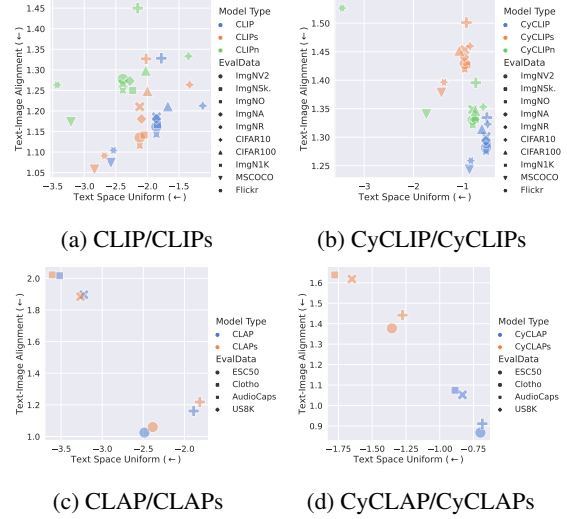 Text-Image Alignment (←)
1.45
1.40
1.35
1.30
1.25
1.20
1.15
1.10
1.05
−3.5 −3.0 −2.5 −2.0 −1.5
Text Space Uniform (←)
Model Type
CLIP
CLIPs
CLIPn
EvalData
ImgNV2
ImgNSk.
ImgNO
ImgNA
ImgNR
CIFAR10
CIFAR100
ImgN1K
MSCOCO
Flickr
(a) CLIP/CLIPs
Text-Image Alignment (←)
1.50
1.45
1.40
1.35
1.30
1.25
−3 −2 −1
Text Space Uniform (←)
Model Type
CyCLIP
CyCLIPs
CyCLIPn
EvalData
ImgNV2
ImgNSk.
ImgNO
ImgNA
ImgNR
CIFAR10
CIFAR100
ImgN1K
MSCOCO
Flickr
(b) CyCLIP/CyCLIPs
Text-Image Alignment (←)
2.0
1.8
1.6
1.4
1.2
1.0
−3.5 −3.0 −2.5 −2.0
Text Space Uniform (←)
Model Type
CLAP
CLAPs
EvalData
ESC50
Clotho
AudioCaps
US8K
(c) CLAP/CLAPs
Text-Image Alignment (←)
1.6
1.5
1.4
1.3
1.2
1.1
1.0
0.9
−1.75 −1.50 −1.25 −1.00 −0.75
Text Space Uniform (←)
Model Type
CyCLAP
CyCLAPs
EvalData
ESC50
Clotho
AudioCaps
US8K
(d) CyCLAP/CyCLAPs